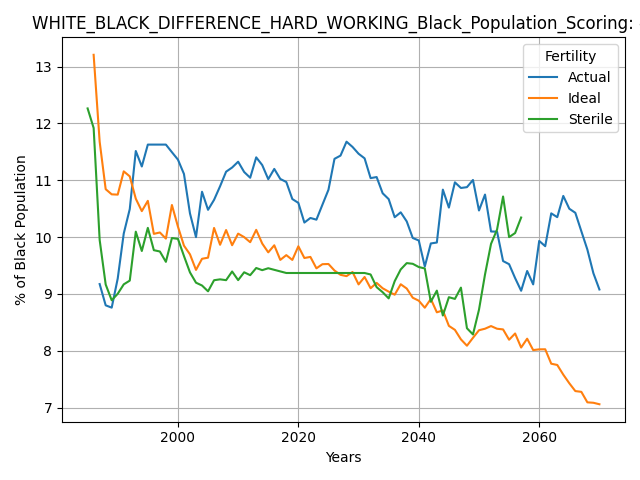 WHITE_BLACK_DIFFERENCE_HARD_WORKING_Black_Population_Scoring:
Fertility
Actual
Ideal
Sterile
% of Black Population
13
12
11
10
9
8
7
2000
2020
2040
2060
Years